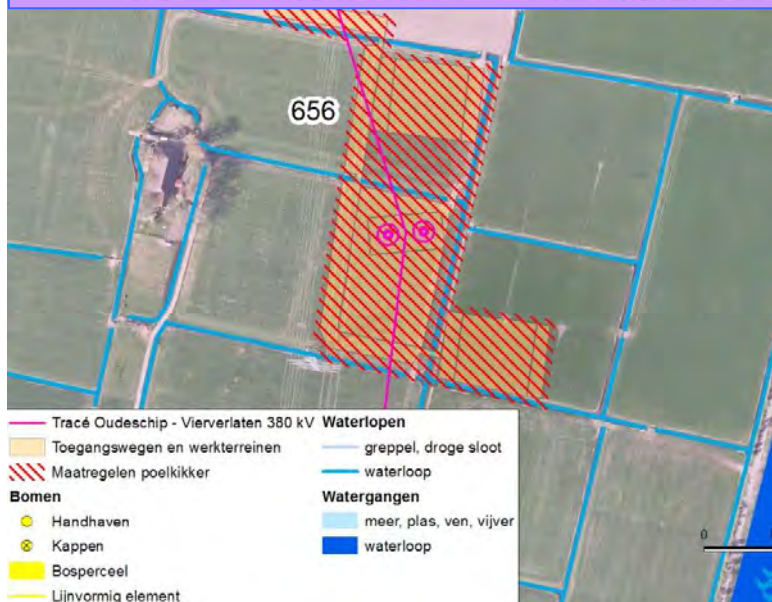 656
Tracé Oudeschip - Vierverlaten 380 kV
Toegangswegen en werkterreinen
Maatregelen poelkikker
Bomen
Handhaven
Kappen
Bosperceel
Lijnvormig element
Waterlopen
greppel, droge sloot
waterloop
Watergangen
meer, plas, ven, vijver
waterloop
0